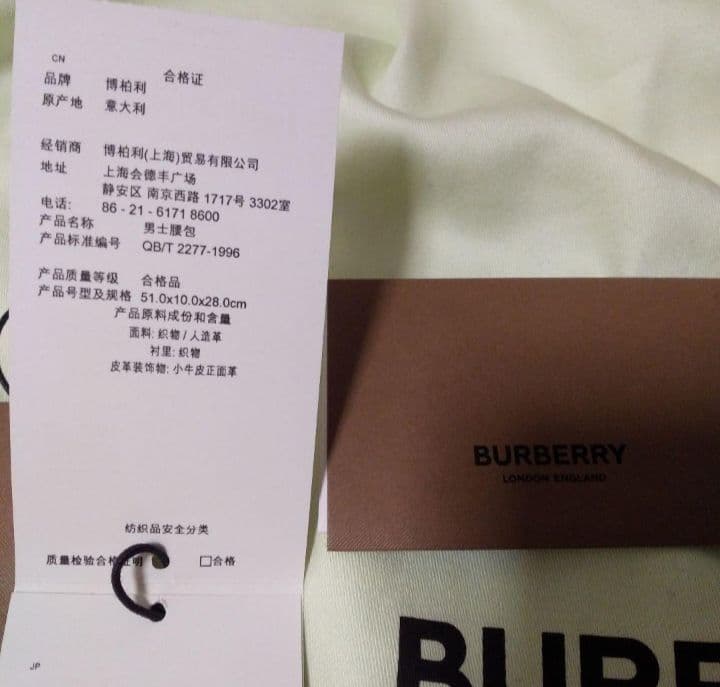 CN
品牌 博柏利 合格证
原产地 意大利
经销商 博柏利(上海)贸易有限公司
地址 上海会德丰广场
静安区 南京西路 1717号 3302室
电话: 86 - 21 - 6171 8600
产品名称 男士腰包
产品标准编号 QB/T 2277-1996
产品质量等级 合格品
产品号型及规格 51.0x10.0x28.0cm
产品原料成份和含量
面料: 织物 / 人造革
衬里: 织物
皮革装饰物: 小牛皮正面革
纺织品安全分类
质量检验合格证明 □合格
JP
BURBERRY
LONDON ENGLAND
BURBE